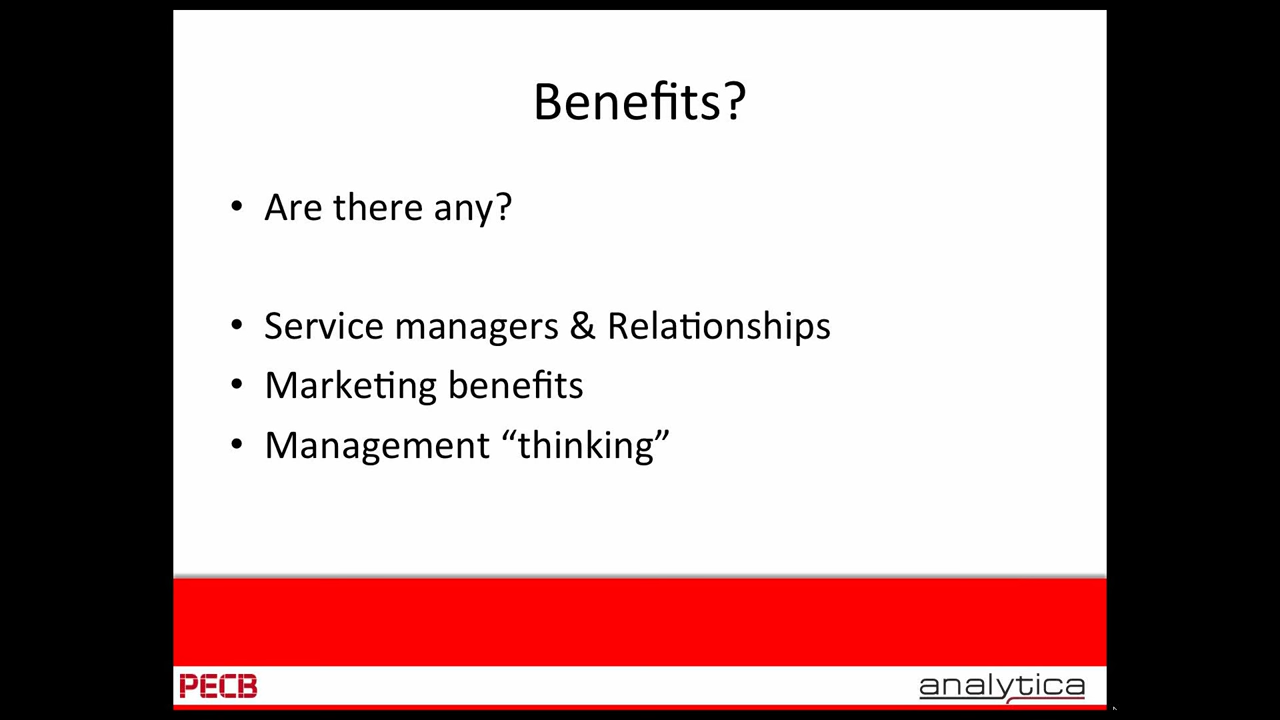 Benefits?
• Are there any?
• Service managers & Relationships
• Marketing benefits
• Management “thinking”
PECB
analytica